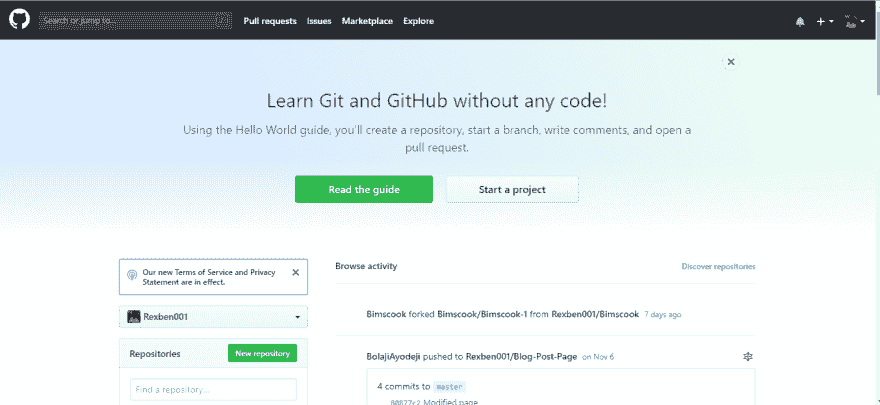 Search or jump to...
Pull requests Issues Marketplace Explore
Learn Git and GitHub without any code!
Using the Hello World guide, you'll create a repository, start a branch, write comments, and open a
pull request.
Read the guide Start a project
Our new Terms of Service and Privacy
Statement are in effect.
Rexben001
Repositories New repository
Find a repository...
Browse activity Discover repositories
Bimscook forked Bimscook/Bimscook-1 from Rexben001/Bimscook 7 days ago
BolajiAyodeji pushed to Rexben001/Blog-Post-Page on Nov 6
4 commits to master
Modified page